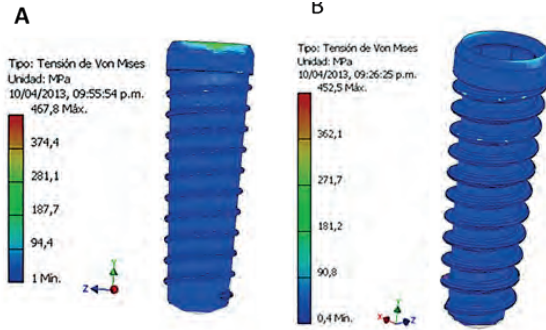 A
Tipo: Tensión de Von Mises
Unidad: MPa
10/04/2013, 09:55:54 p.m.
467,8 Máx.
374,4
281,1
187,7
94,4
1 Mín.
Y
Z
B
Tipo: Tensión de Von Mises
Unidad: MPa
10/04/2013, 09:26:25 p.m.
452,5 Máx.
362,1
271,7
181,2
90,8
0,4 Mín.
Y
X
Z